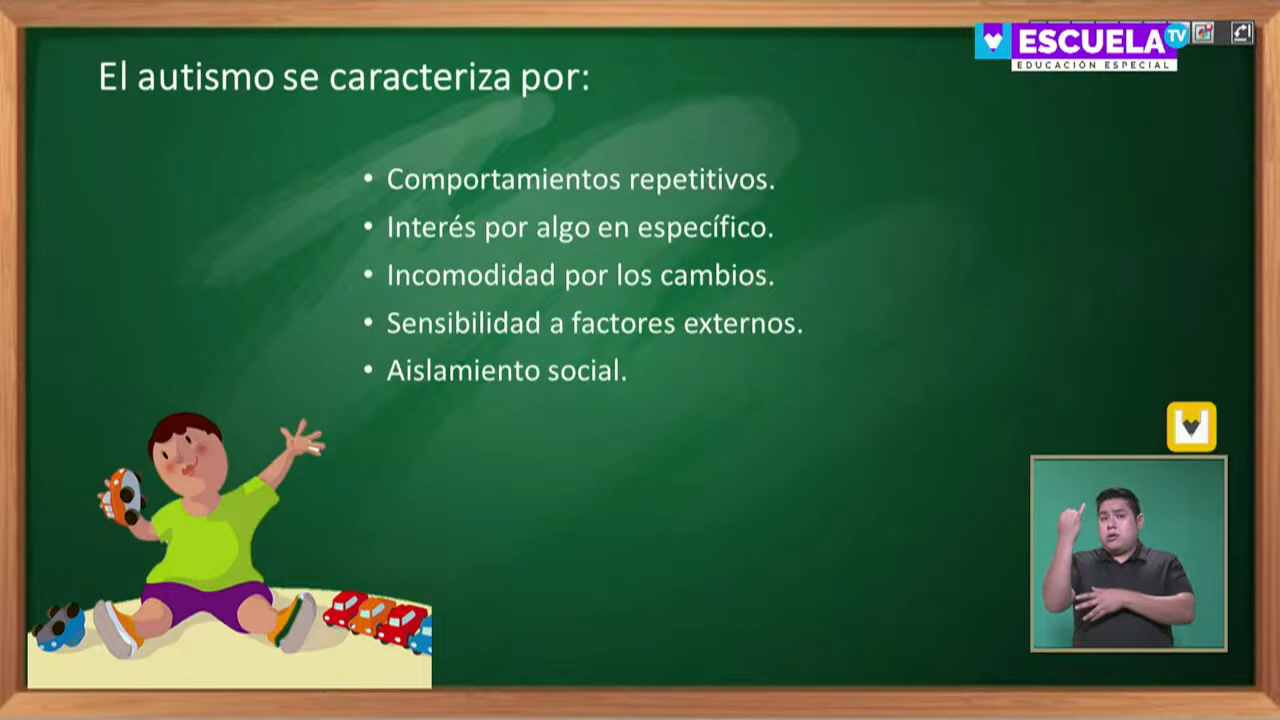 ESCUELA TV
EDUCACIÓN ESPECIAL
El autismo se caracteriza por:
• Comportamientos repetitivos.
• Interés por algo en específico.
• Incomodidad por los cambios.
• Sensibilidad a factores externos.
• Aislamiento social.